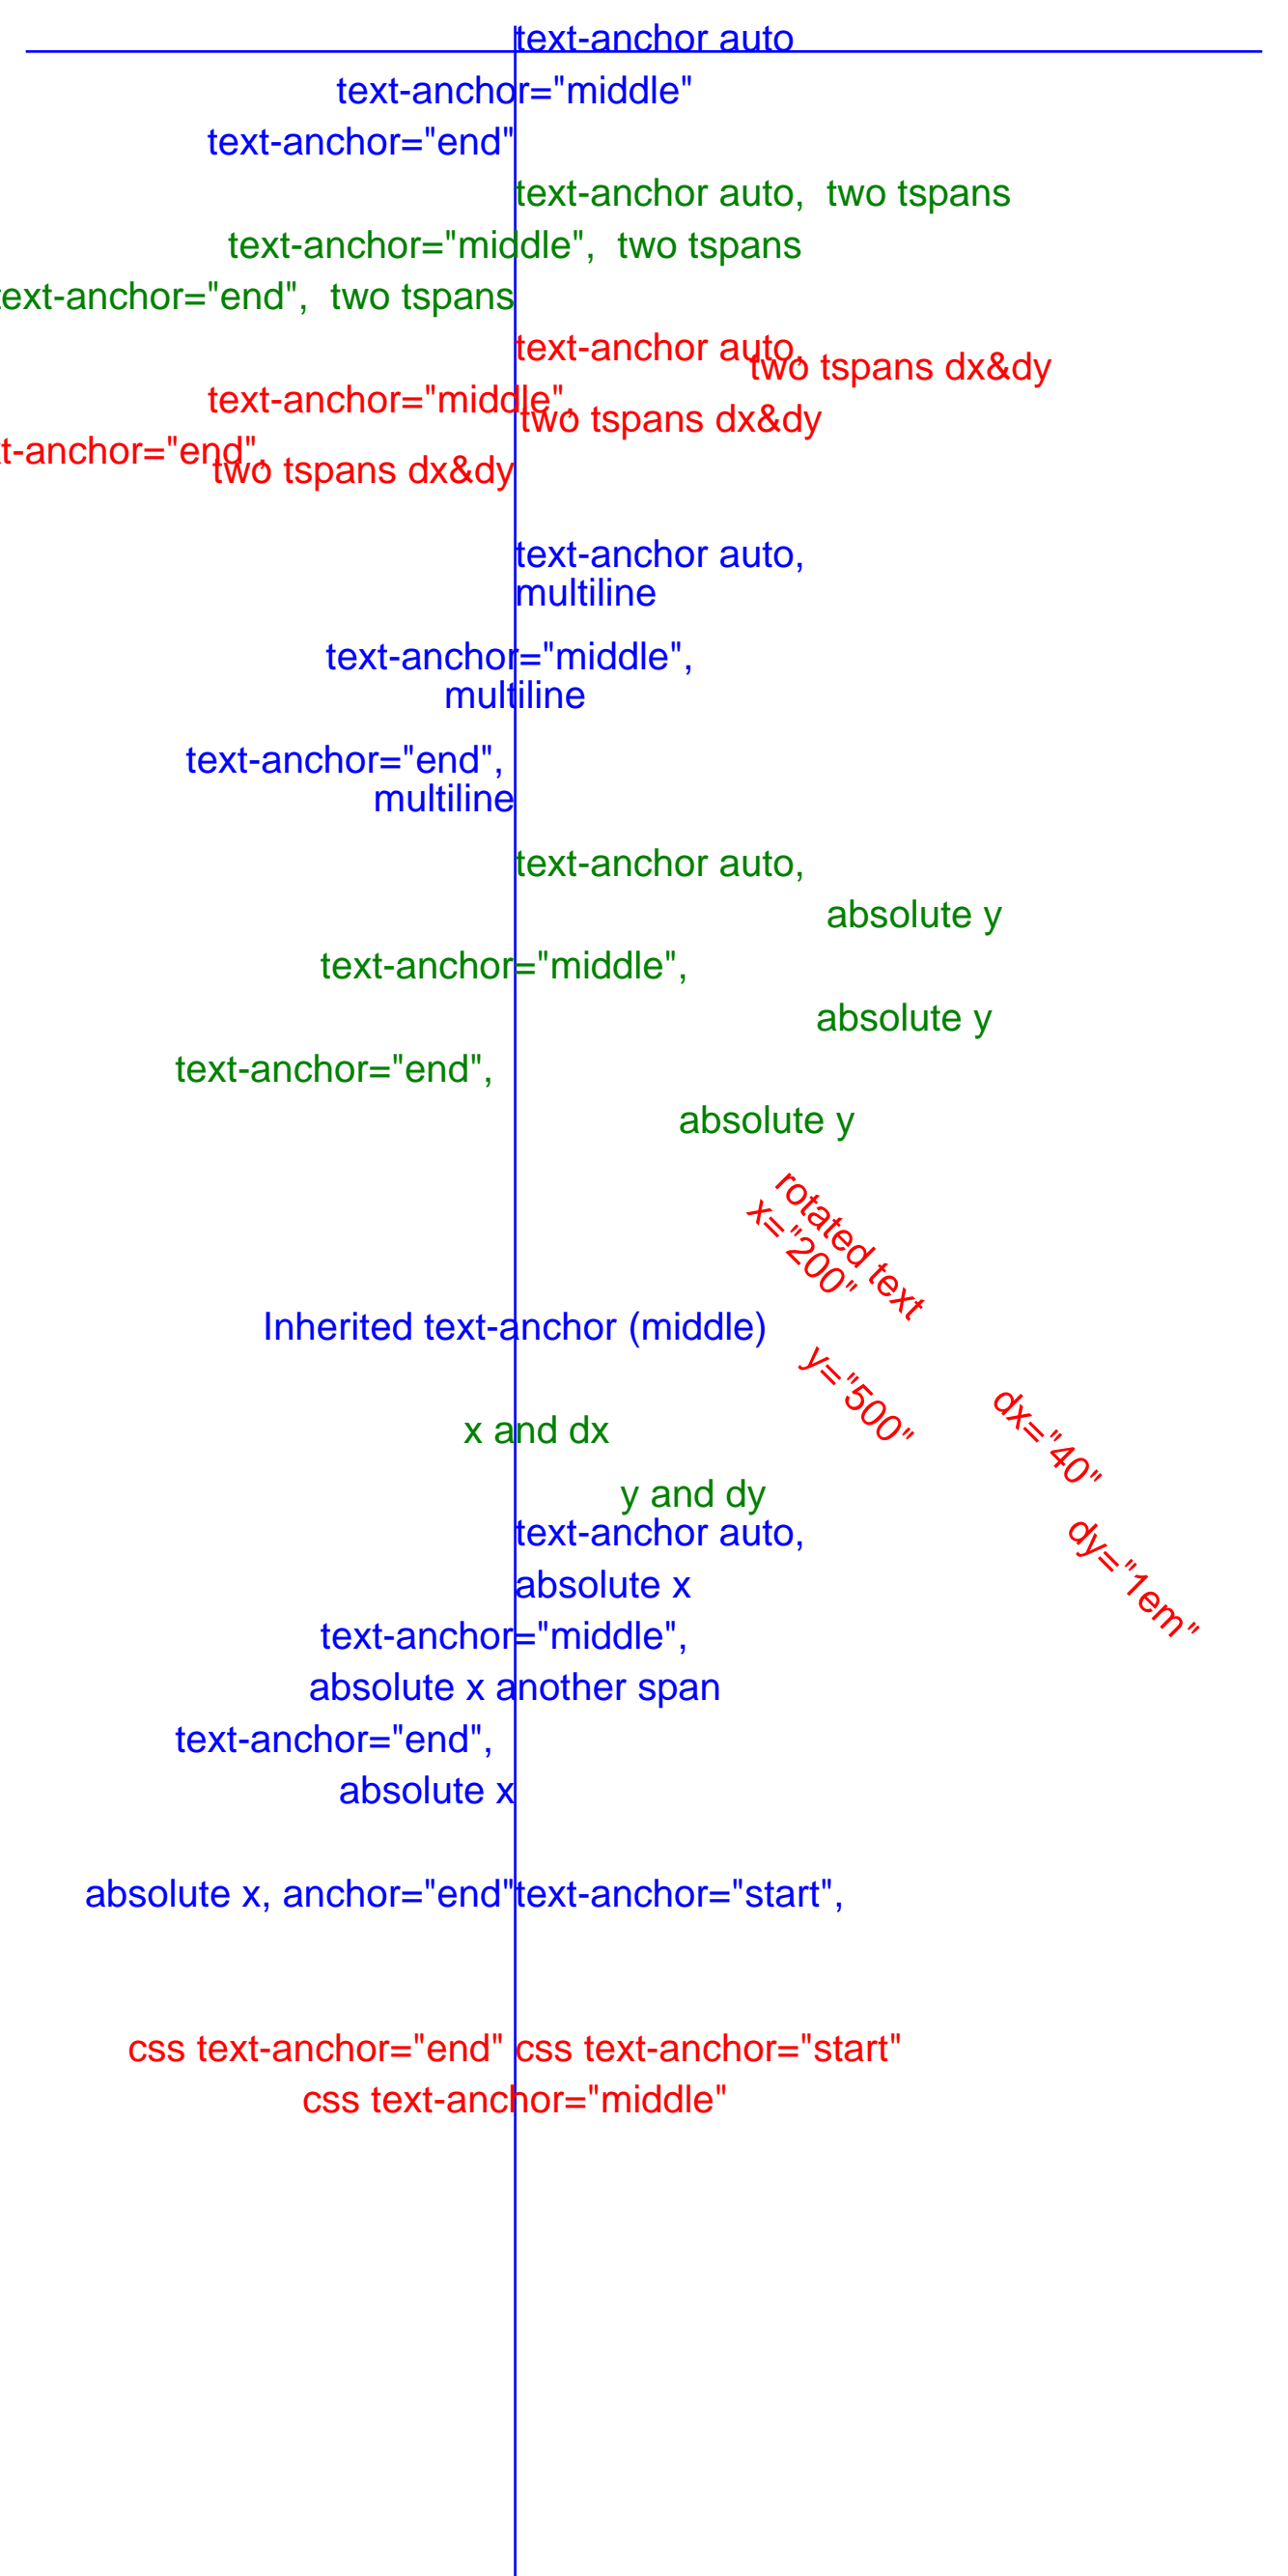 text-anchor auto
text-anchor="middle"
text-anchor="end"
text-anchor auto,  two tspans
text-anchor="middle",  two tspans
ext-anchor="end",  two tspans
text-anchor auto,
two tspans dx&dy
text-anchor="middle",
two tspans dx&dy
t-anchor="end",
two tspans dx&dy
text-anchor auto,
multiline
text-anchor="middle",
multiline
text-anchor="end",
multiline
text-anchor auto,
absolute y
text-anchor="middle",
absolute y
text-anchor="end",
absolute y
rotated text
x="200"
Inherited text-anchor (middle)
y="500"
dx="40"
x and dx
y and dy
dy="1em"
text-anchor auto,
absolute x
text-anchor="middle",
absolute x another span
text-anchor="end",
absolute x
absolute x, anchor="end"text-anchor="start",
css text-anchor="end" css text-anchor="start"
css text-anchor="middle"